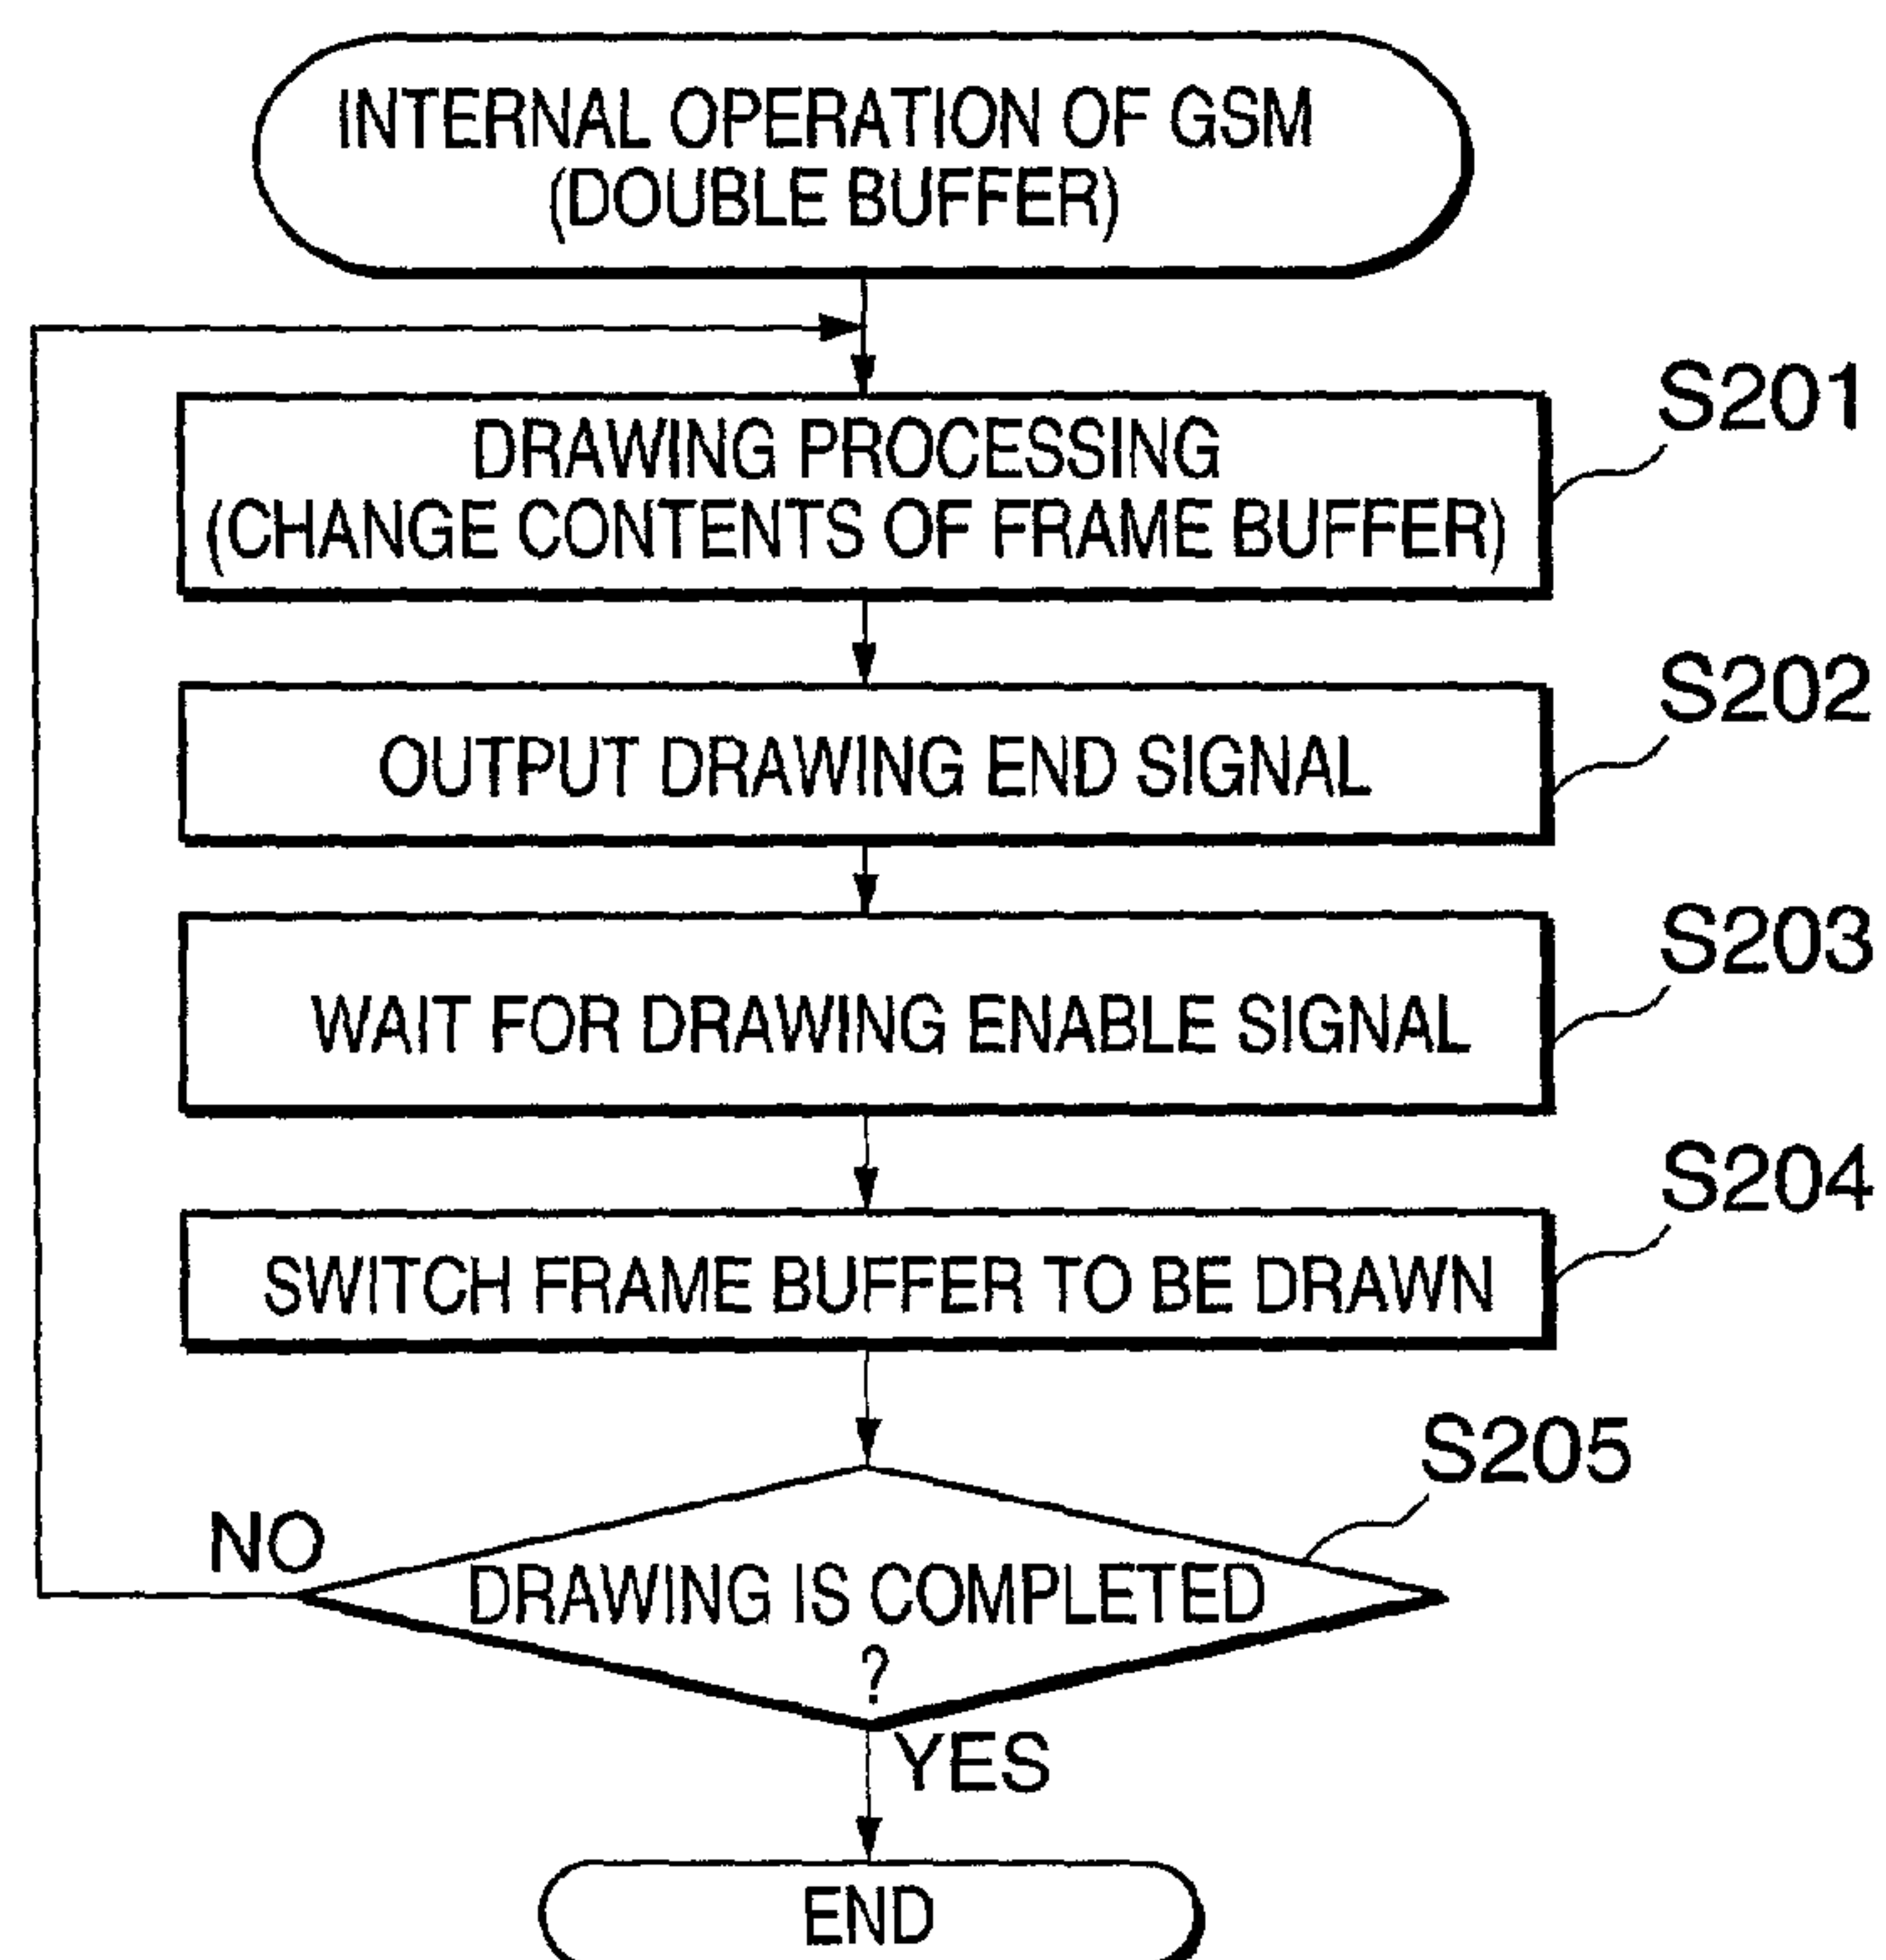 INTERNAL OPERATION OF GSM
(DOUBLE BUFFER)
S201
DRAWING PROCESSING
(CHANGE CONTENTS OF FRAME BUFFER)
S202
OUTPUT DRAWING END SIGNAL
S203
WAIT FOR DRAWING ENABLE SIGNAL
S204
SWITCH FRAME BUFFER TO BE DRAWN
S205
NO
DRAWING IS COMPLETED
?
YES
END